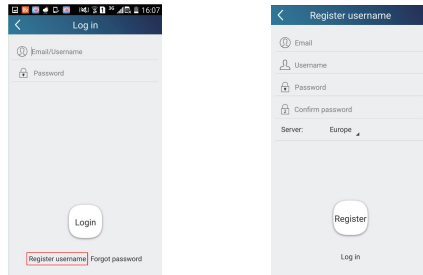 3G 16:07
Log in
Email/Username
Password
Login
Register username Forgot password
Register username
Email
Username
Password
Confirm password
Server: Europe
Register
Log in